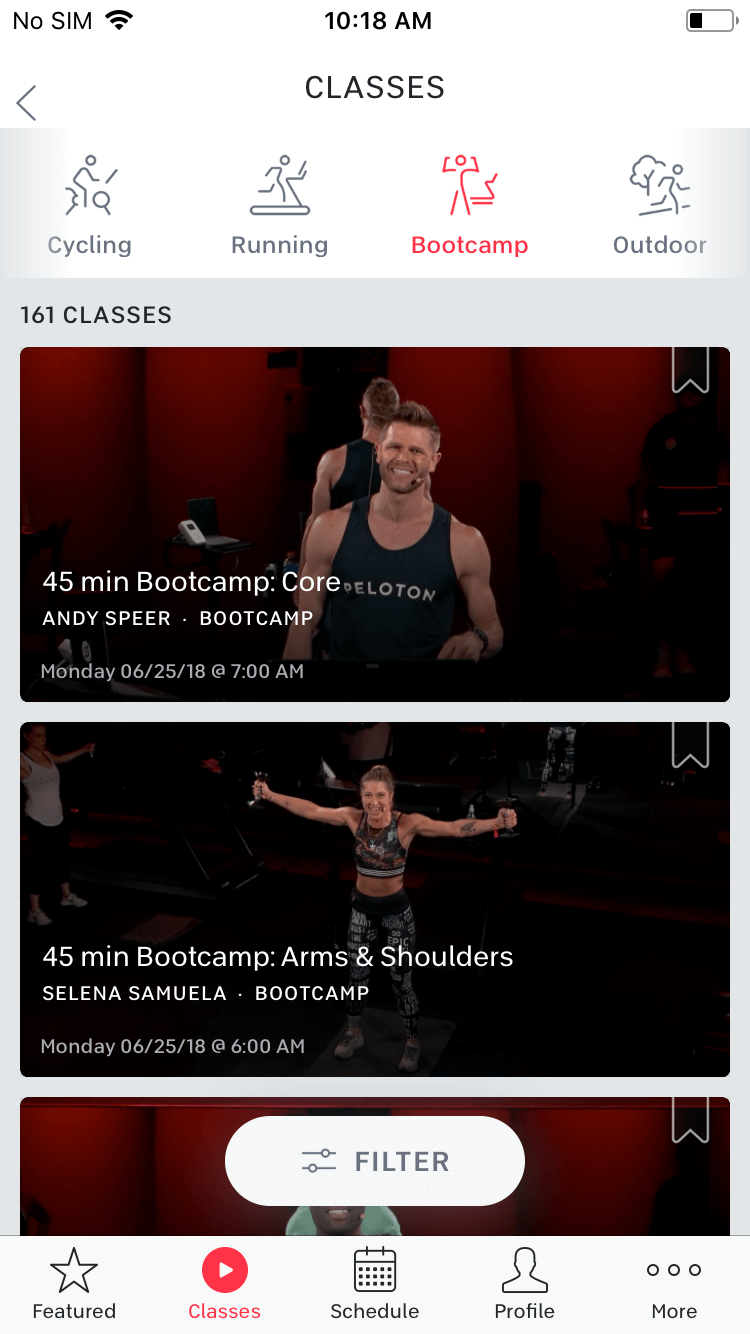 No SIM 10:18 AM
CLASSES
Cycling Running Bootcamp Outdoor
161 CLASSES
PELOTON
45 min Bootcamp: Core
ANDY SPEER · BOOTCAMP
Monday 06/25/18 @ 7:00 AM
EPIC
45 min Bootcamp: Arms & Shoulders
SELENA SAMUELA · BOOTCAMP
Monday 06/25/18 @ 6:00 AM
FILTER
Featured Classes Schedule Profile More